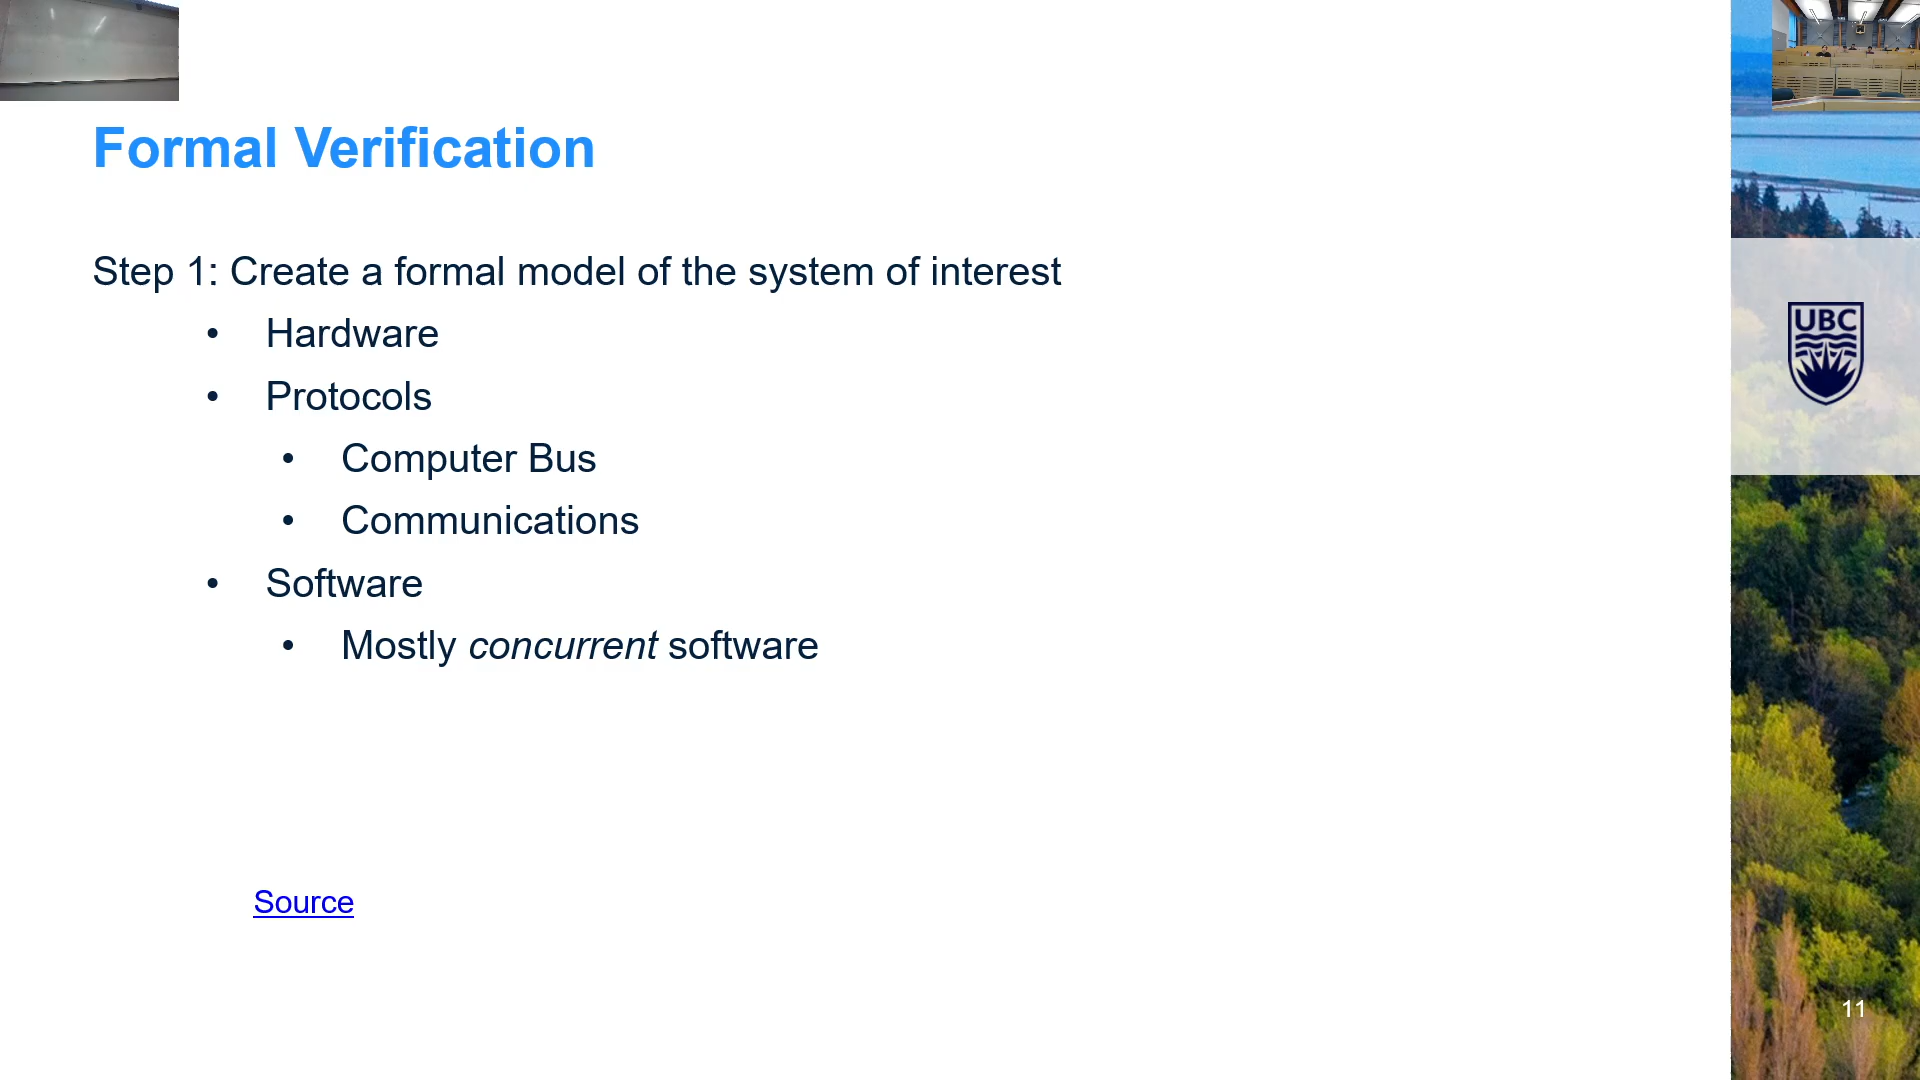 Formal Verification
Step 1: Create a formal model of the system of interest
• Hardware
• Protocols
• Computer Bus
• Communications
• Software
• Mostly concurrent software
Source
UBC
11